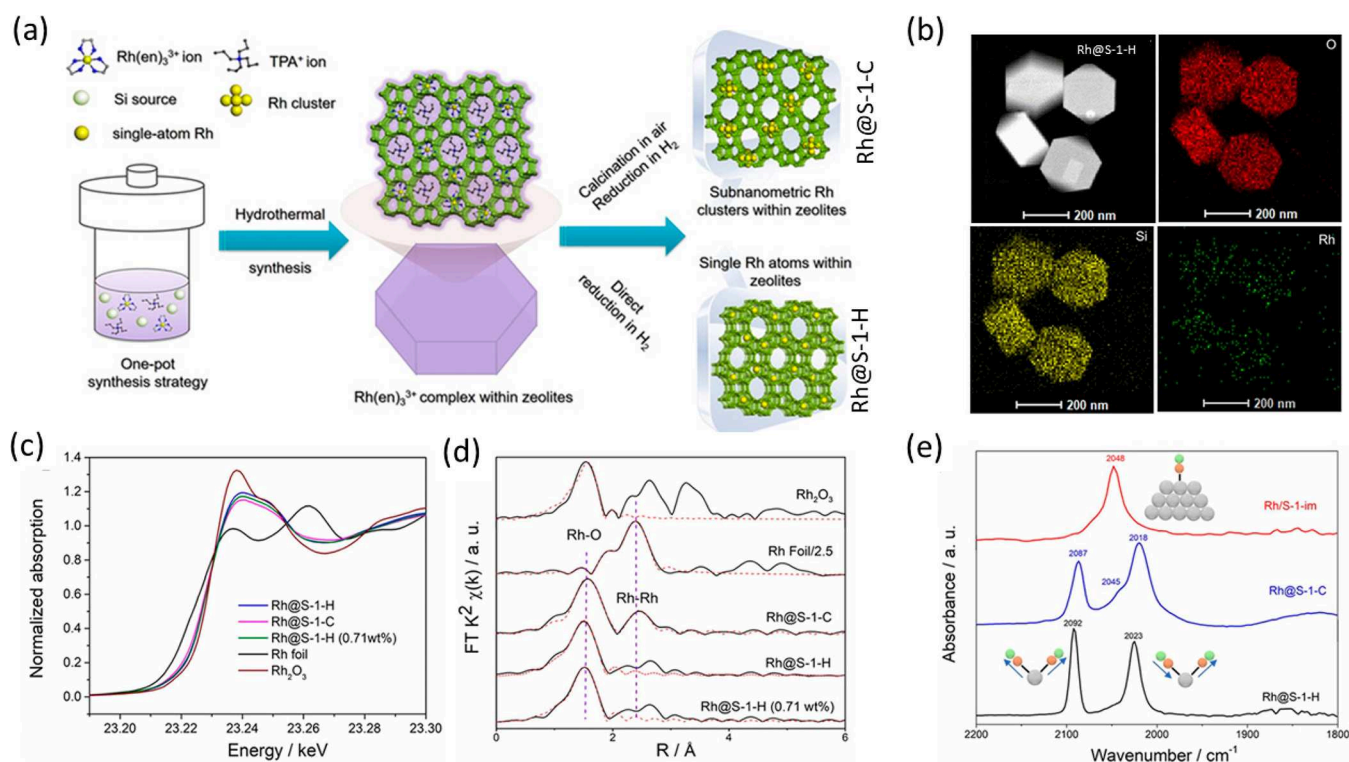 (a)
Rh(en)₃³⁺ ion
TPA⁺ ion
Si source
Rh cluster
single-atom Rh
Hydrothermal
synthesis
One-pot
synthesis strategy
Rh(en)₃³⁺ complex within zeolites
Calcination in air
Reduction in H₂
Direct
reduction in H₂
Subnanometric Rh
clusters within zeolites
Single Rh atoms within
zeolites
Rh@S-1-C
Rh@S-1-H
(b)
Rh@S-1-H
200 nm
O
200 nm
Si
200 nm
Rh
200 nm
(c)
Normalized absorption
1.4
1.2
1.0
0.8
0.6
0.4
0.2
0.0
Rh@S-1-H
Rh@S-1-C
Rh@S-1-H (0.71wt%)
Rh foil
Rh₂O₃
23.20
23.22
23.24
23.26
23.28
23.30
Energy / keV
(d)
FT K² χ(k) / a. u.
Rh₂O₃
Rh-O
Rh Foil/2.5
Rh-Rh
Rh@S-1-C
Rh@S-1-H
Rh@S-1-H (0.71 wt%)
0
2
4
6
R / Å
(e)
Absorbance / a. u.
2048
Rh/S-1-im
2087
2045
2018
Rh@S-1-C
2092
2023
Rh@S-1-H
2200
2100
2000
1900
1800
Wavenumber / cm⁻¹